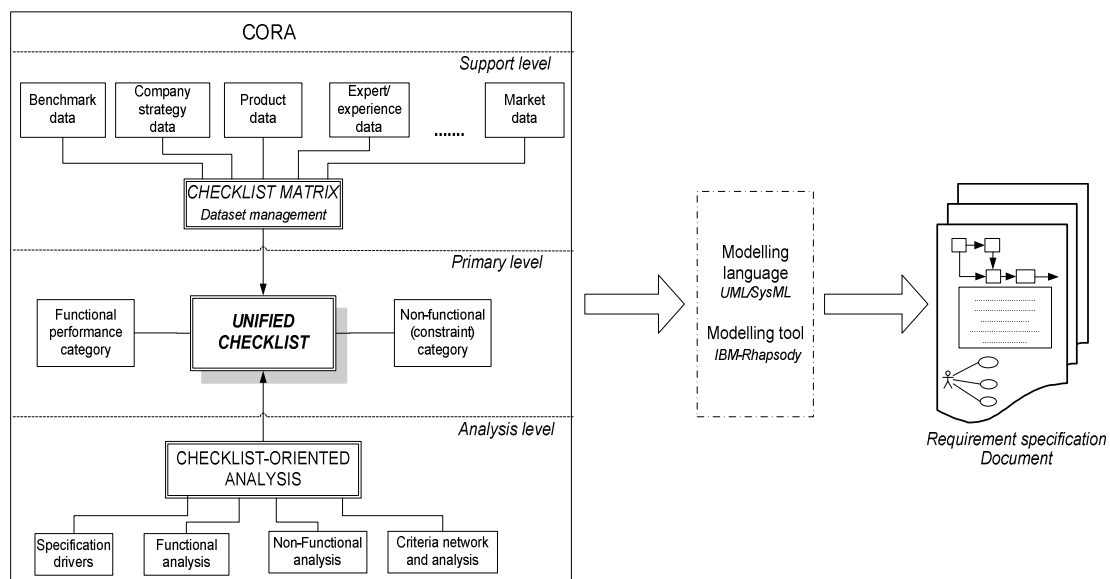 CORA
Support level
Benchmark
data
Company
strategy
data
Product
data
Expert/
experience
data
.......
Market
data
CHECKLIST MATRIX
Dataset management
Primary level
Functional
performance
category
UNIFIED
CHECKLIST
Non-functional
(constraint)
category
Analysis level
CHECKLIST-ORIENTED
ANALYSIS
Specification
drivers
Functional
analysis
Non-Functional
analysis
Criteria network
and analysis
Modelling
language
UML/SysML
Modelling tool
IBM-Rhapsody
Requirement specification
Document